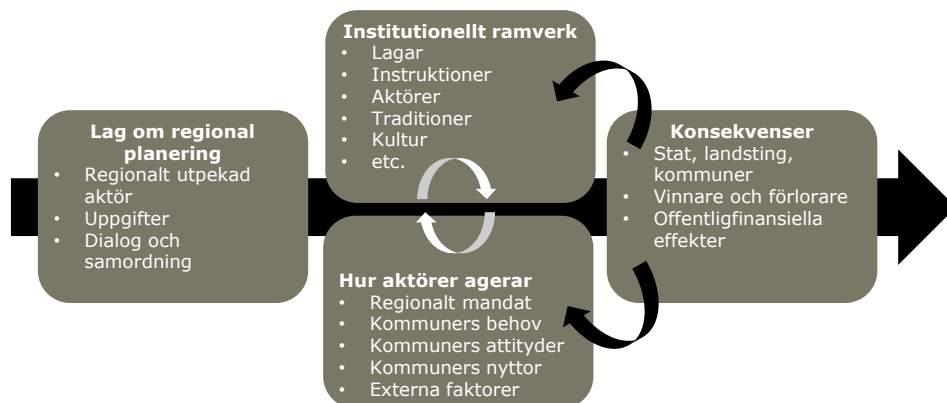 Institutionellt ramverk
• Lagar
• Instruktioner
• Aktörer
• Traditioner
• Kultur
• etc.
Lag om regional
planering
• Regionalt utpekad
aktör
• Uppgifter
• Dialog och
samordning
Hur aktörer agerar
• Regionalt mandat
• Kommuners behov
• Kommuners attityder
• Kommuners nyttor
• Externa faktorer
Konsekvenser
• Stat, landsting,
kommuner
• Vinnare och förlorare
• Offentligfinansiella
effekter